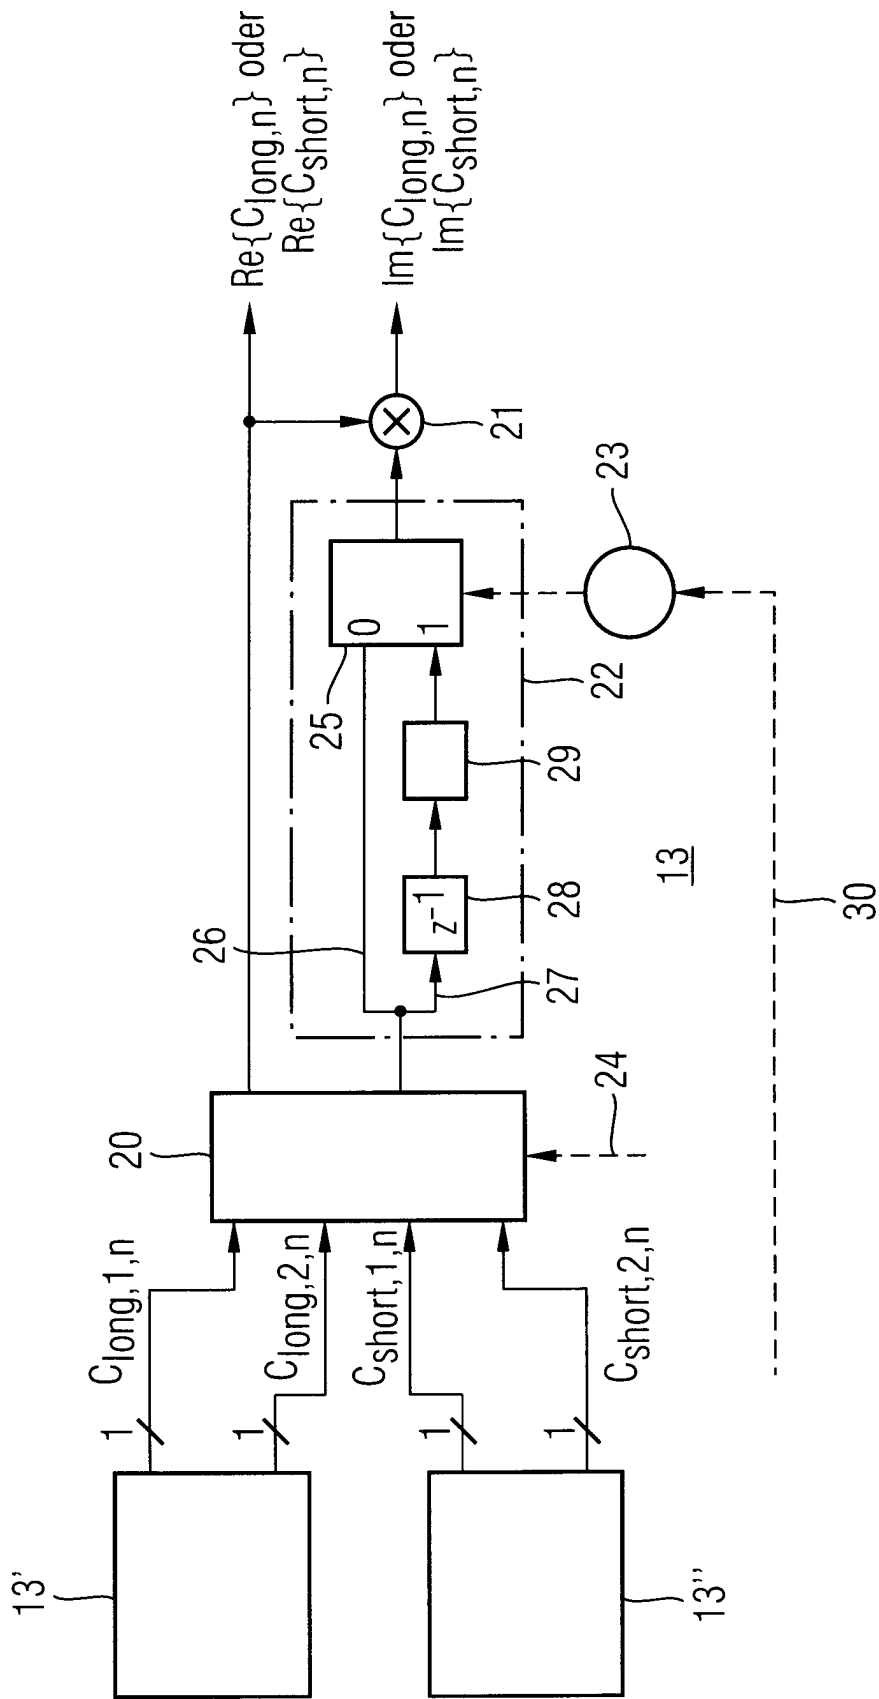 13'
13''
1
1
1
1
C_long,1,n
C_long,2,n
C_short,1,n
C_short,2,n
20
24
26
27
z⁻¹
28
29
25
0
1
22
13
30
23
21
Re{C_long,n} oder
Re{C_short,n}
Im{C_long,n} oder
Im{C_short,n}